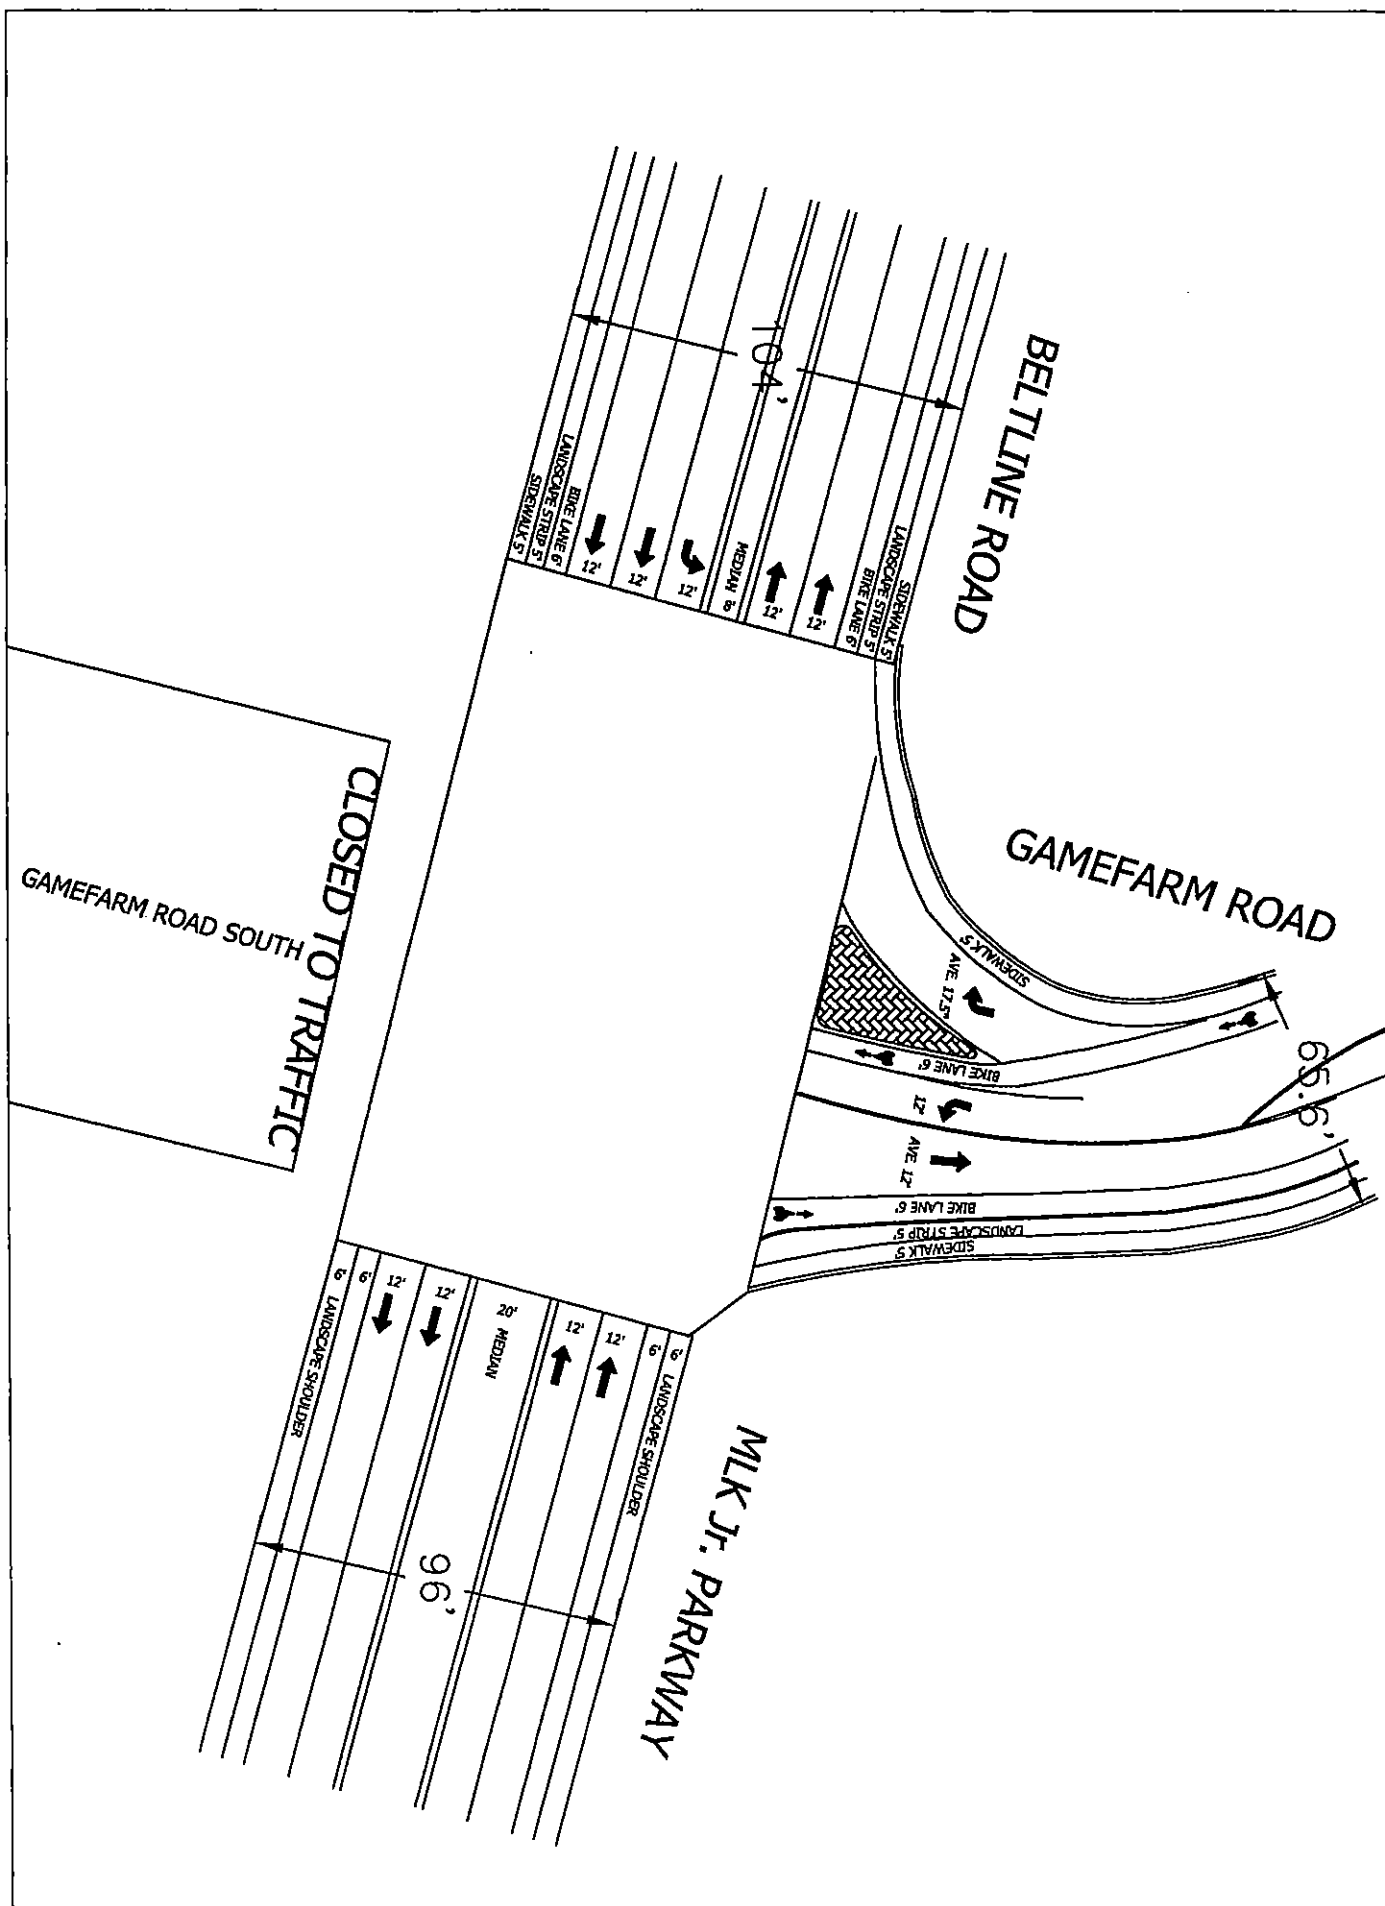 BELTLINE ROAD
104'
SIDEWALK 5'
LANDSCAPE STRIP 5'
BIKE LANE 6'
12'
12'
12'
MEDIAN 8'
12'
12'
BIKE LANE 6'
LANDSCAPE STRIP 5'
SIDEWALK 5'
GAMEFARM ROAD
65.6'
SIDEWALK 5'
AVE. 17.5'
BIKE LANE 6'
12'
AVE. 12'
BIKE LANE 6'
LANDSCAPE STRIP 5'
SIDEWALK 5'
CLOSED TO TRAFFIC
GAMEFARM ROAD SOUTH
6'
LANDSCAPE SHOULDER
6'
12'
12'
20'
MEDIAN
12'
12'
6'
6'
LANDSCAPE SHOULDER
96'
MLK Jr. PARKWAY